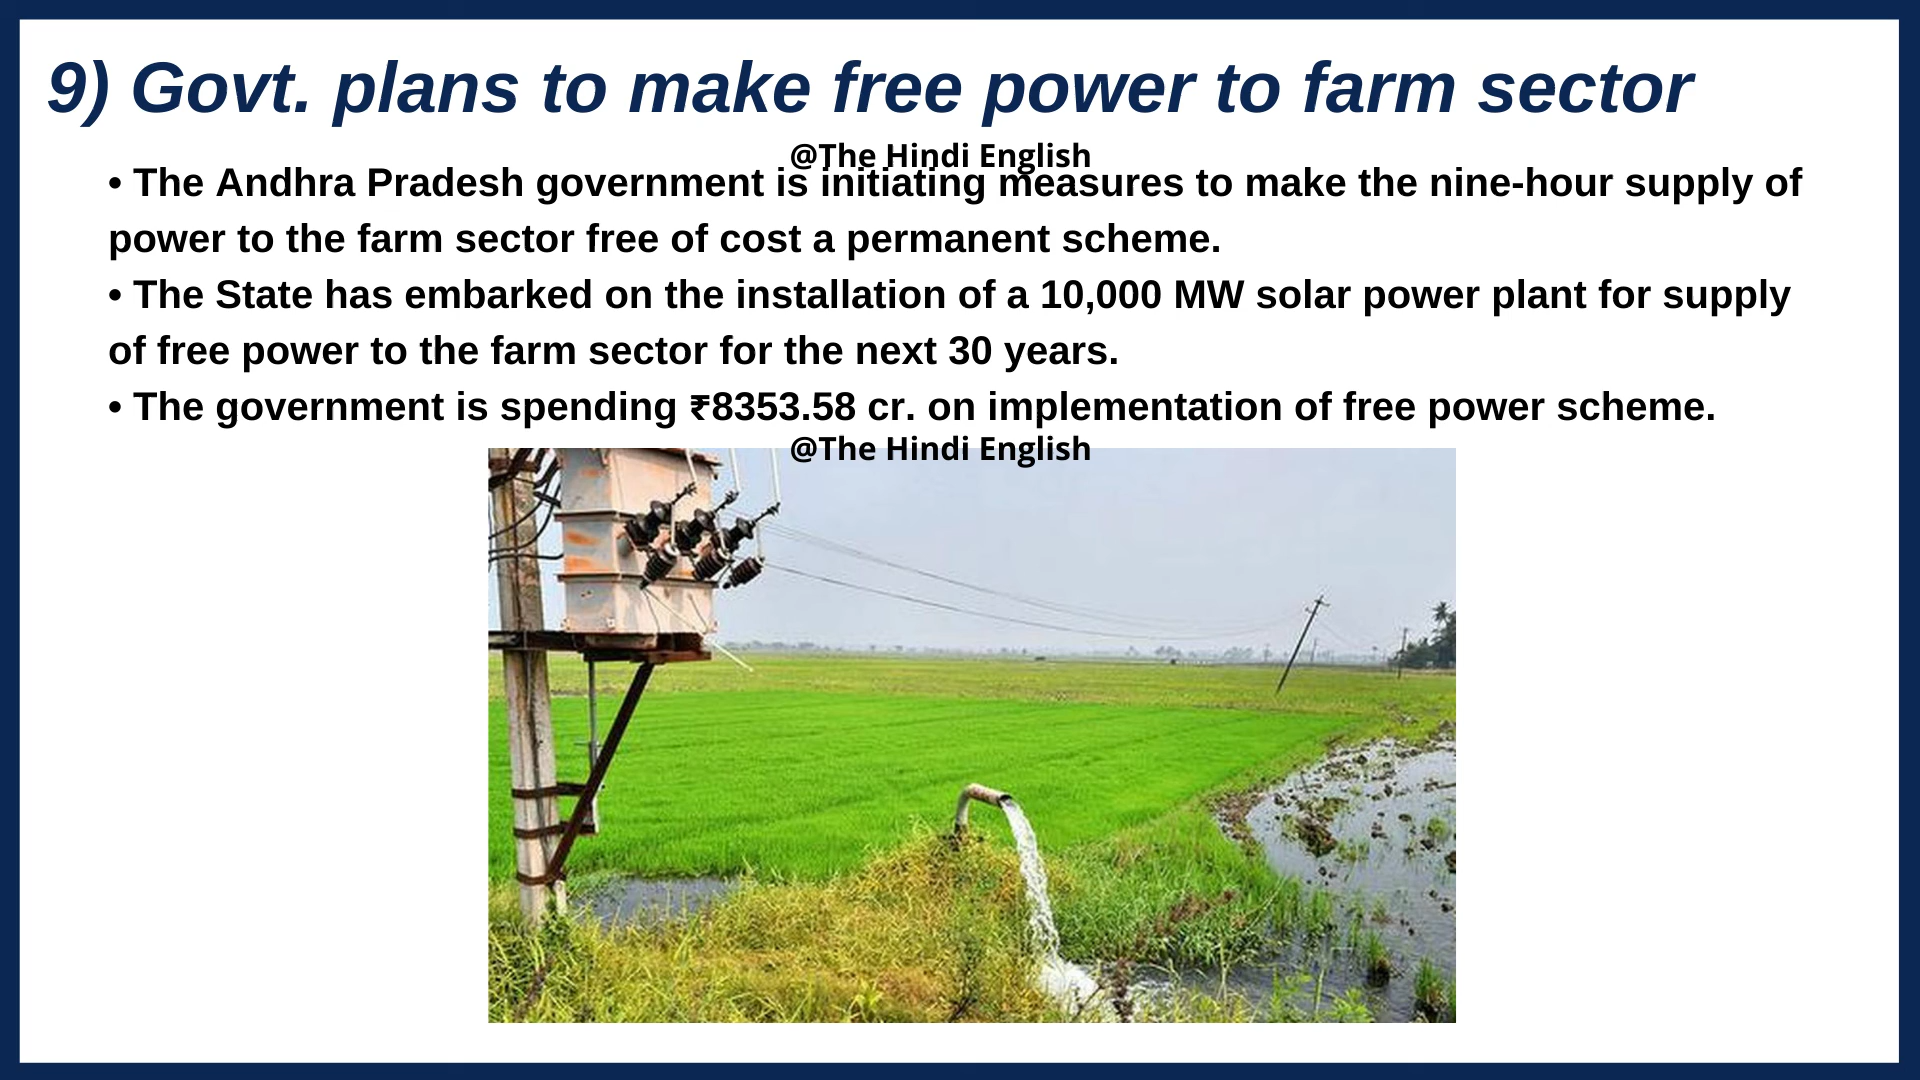 9) Govt. plans to make free power to farm sector
@The Hindi English
• The Andhra Pradesh government is initiating measures to make the nine-hour supply of
power to the farm sector free of cost a permanent scheme.
• The State has embarked on the installation of a 10,000 MW solar power plant for supply
of free power to the farm sector for the next 30 years.
• The government is spending ₹8353.58 cr. on implementation of free power scheme.
@The Hindi English